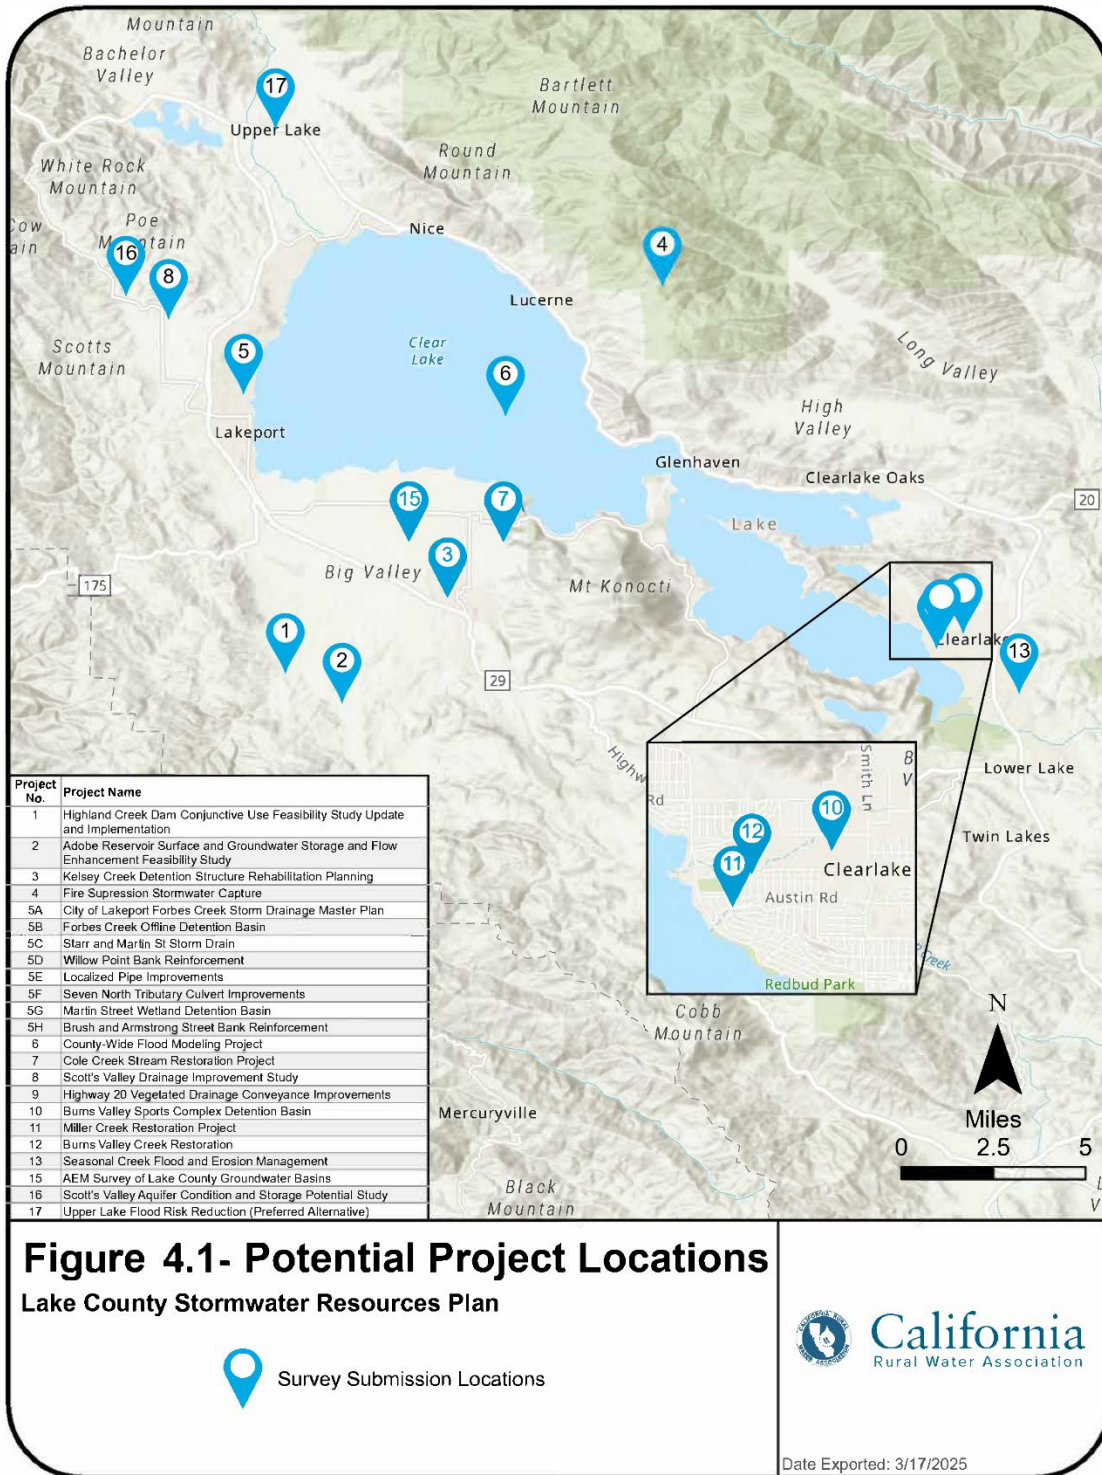 Mountain
Bachelor
Valley
17
Upper Lake
Bartlett
Mountain
Round
Mountain
White Rock
Mountain
Cow
ain
Poe
Mountain
16
8
Nice
4
Lucerne
Scotts
Mountain
5
Clear
Lake
6
Long Valley
High
Valley
Lakeport
Glenhaven
Clearlake Oaks
20
15
7
Lake
3
Big Valley
Mt Konocti
175
1
2
Clearlake
13
29
Highw
Rd
Smith Ln
B
V
10
12
11
Clearlake
Austin Rd
Redbud Park
Lower Lake
Twin Lakes
Creek
Cobb
Mountain
Mercuryville
Black
Mountain
L
V
N
Miles
0 2.5 5
Project No. Project Name
1 Highland Creek Dam Conjunctive Use Feasibility Study Update
and Implementation
2 Adobe Reservoir Surface and Groundwater Storage and Flow
Enhancement Feasibility Study
3 Kelsey Creek Detention Structure Rehabilitation Planning
4 Fire Supression Stormwater Capture
5A City of Lakeport Forbes Creek Storm Drainage Master Plan
5B Forbes Creek Offline Detention Basin
5C Starr and Martin St Storm Drain
5D Willow Point Bank Reinforcement
5E Localized Pipe Improvements
5F Seven North Tributary Culvert Improvements
5G Martin Street Wetland Detention Basin
5H Brush and Armstrong Street Bank Reinforcement
6 County-Wide Flood Modeling Project
7 Cole Creek Stream Restoration Project
8 Scott's Valley Drainage Improvement Study
9 Highway 20 Vegetated Drainage Conveyance Improvements
10 Burns Valley Sports Complex Detention Basin
11 Miller Creek Restoration Project
12 Burns Valley Creek Restoration
13 Seasonal Creek Flood and Erosion Management
15 AEM Survey of Lake County Groundwater Basins
16 Scott's Valley Aquifer Condition and Storage Potential Study
17 Upper Lake Flood Risk Reduction (Preferred Alternative)
Figure 4.1- Potential Project Locations
Lake County Stormwater Resources Plan
Survey Submission Locations
CALIFORNIA RURAL
WATER ASSOCIATION
California
Rural Water Association
Date Exported: 3/17/2025